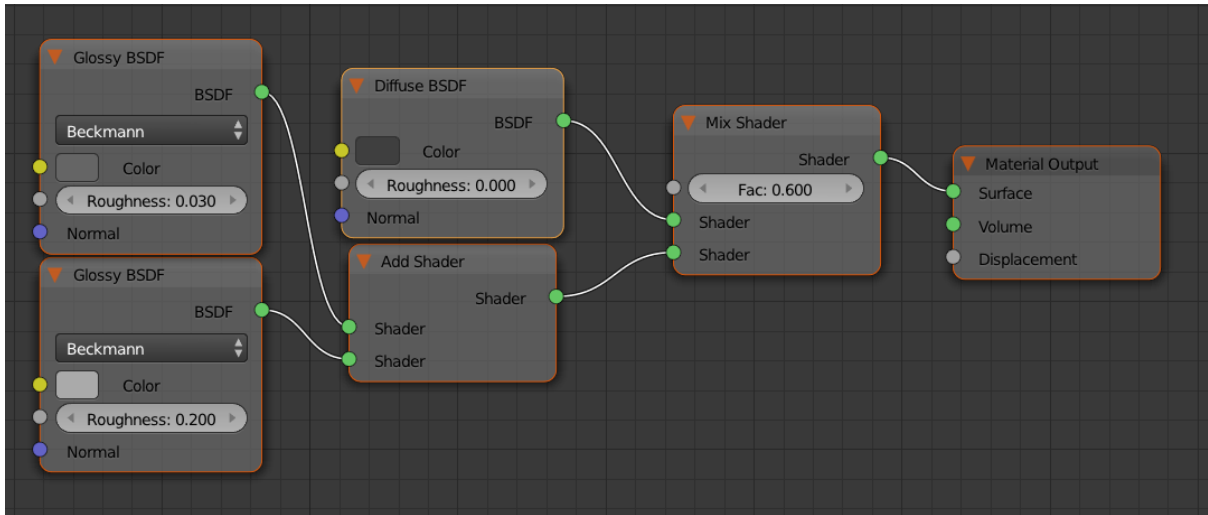 Glossy BSDF
BSDF
Beckmann
Color
Roughness: 0.030
Normal
Glossy BSDF
BSDF
Beckmann
Color
Roughness: 0.200
Normal
Diffuse BSDF
BSDF
Color
Roughness: 0.000
Normal
Add Shader
Shader
Shader
Shader
Mix Shader
Shader
Fac: 0.600
Shader
Shader
Material Output
Surface
Volume
Displacement